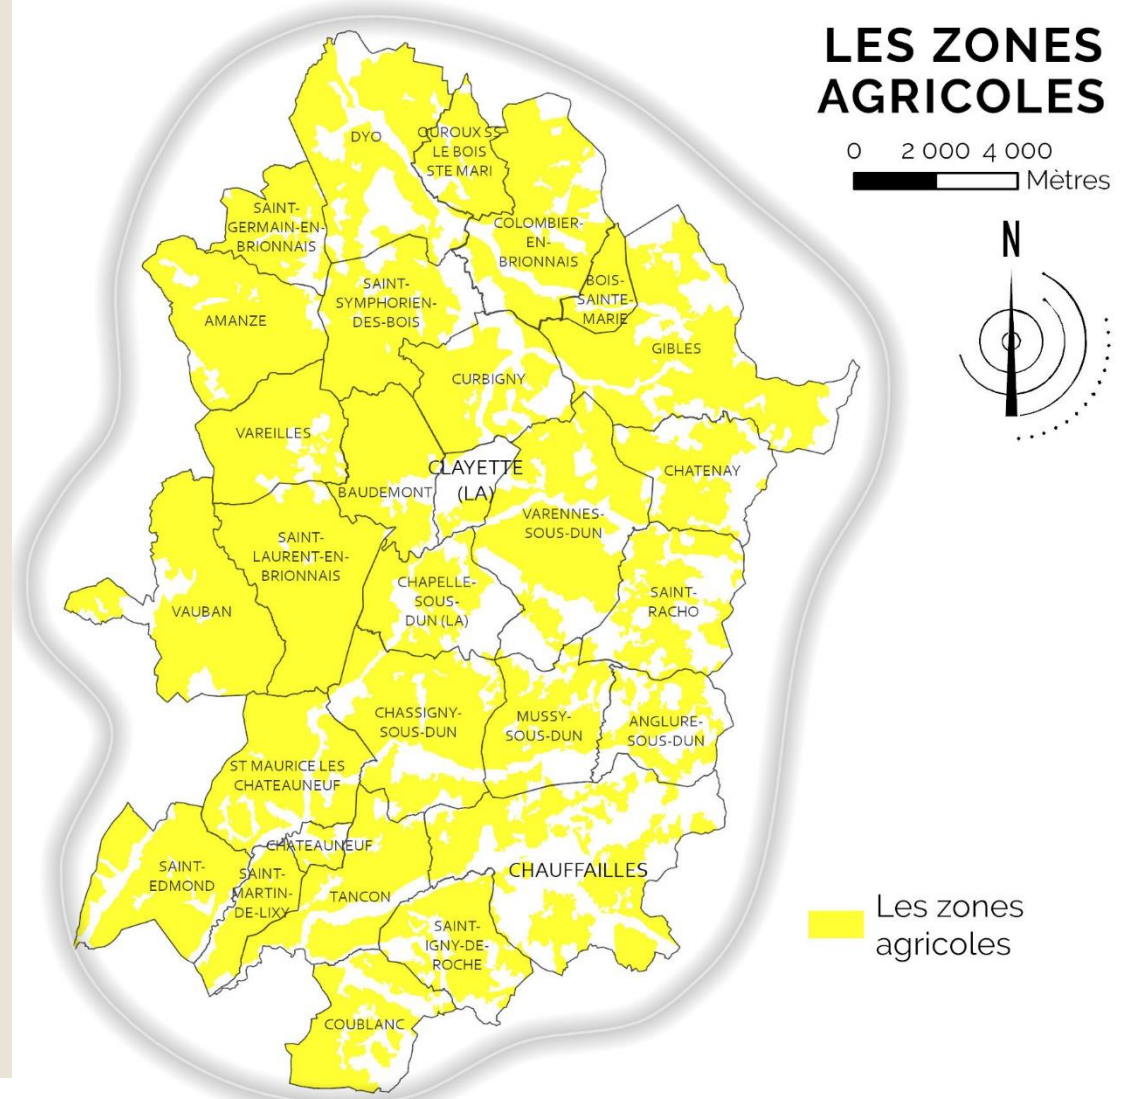 LES ZONES
AGRICOLES
0 2 000 4 000
Mètres
N
DYO
OUROUX SS
LE BOIS
STE MARI
SAINT-
GERMAIN-EN-
BRIONNAIS
COLOMBIER-
EN-
BRIONNAIS
BOIS-
SAINTE-
MARIE
SAINT-
SYMPHORIEN-
DES-BOIS
AMANZE
GIBLES
CURBIGNY
VAREILLES
CLAYETTE
(LA)
CHATENAY
BAUDEMONT
VARENNES-
SOUS-DUN
SAINT-
LAURENT-EN-
BRIONNAIS
CHAPELLE-
SOUS-
DUN (LA)
SAINT-
RACHO
VAUBAN
CHASSIGNY-
SOUS-DUN
MUSSY-
SOUS-DUN
ANGLURE-
SOUS-DUN
ST MAURICE LES
CHATEAUNEUF
CHATEAUNEUF
SAINT-
EDMOND
SAINT-
MARTIN-
DE-LIXY
TANCON
CHAUFFAILLES
SAINT-
IGNY-DE-
ROCHE
COUBLANC
Les zones
agricoles